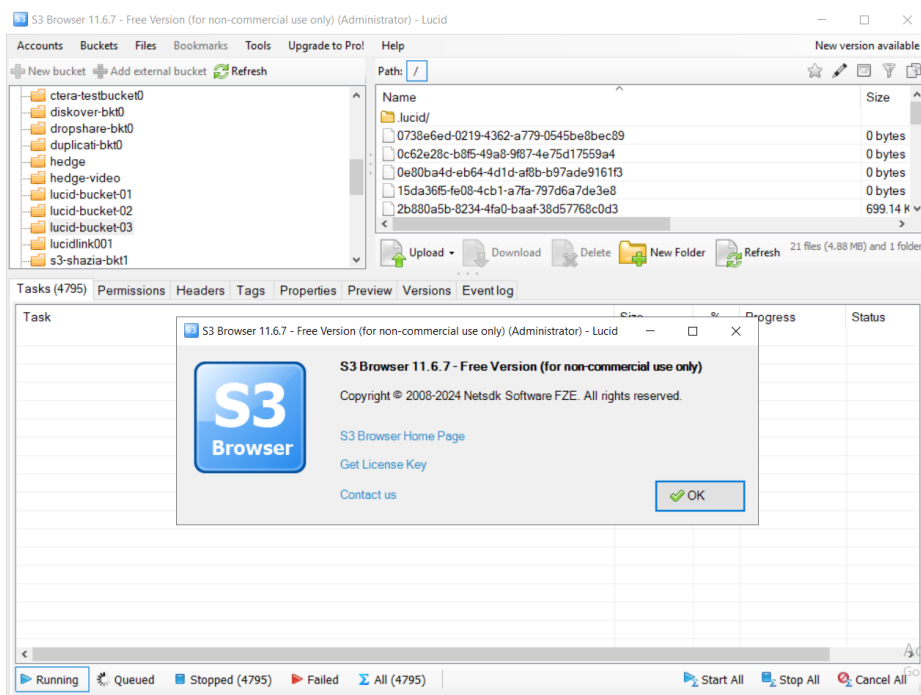 S3 Browser 11.6.7 - Free Version (for non-commercial use only) (Administrator) - Lucid
Accounts Buckets Files Bookmarks Tools Upgrade to Pro! Help New version available
New bucket Add external bucket Refresh Path: /
ctera-testbucket0
diskover-bkt0
dropshare-bkt0
duplicati-bkt0
hedge
hedge-video
lucid-bucket-01
lucid-bucket-02
lucid-bucket-03
lucidlink001
s3-shazia-bkt1
Name Size
.lucid/
0738e6ed-0219-4362-a779-0545be8bec89 0 bytes
0c62e28c-b8f5-49a8-9f87-4e75d17559a4 0 bytes
0e80ba4d-eb64-4d1d-af8b-b97ade9161f3 0 bytes
15da36f5-fe08-4cb1-a7fa-797d6a7de3e8 0 bytes
2b880a5b-8234-4fa0-baaf-38d57768c0d3 699.14 K
Upload Download Delete New Folder Refresh 21 files (4.88 MB) and 1 folder
Tasks (4795) Permissions Headers Tags Properties Preview Versions Event log
Task Size % Progress Status
S3 Browser 11.6.7 - Free Version (for non-commercial use only) (Administrator) - Lucid
S3
Browser
S3 Browser 11.6.7 - Free Version (for non-commercial use only)
Copyright © 2008-2024 Netsdk Software FZE. All rights reserved.
S3 Browser Home Page
Get License Key
Contact us
OK
Running Queued Stopped (4795) Failed All (4795) Start All Stop All Cancel All